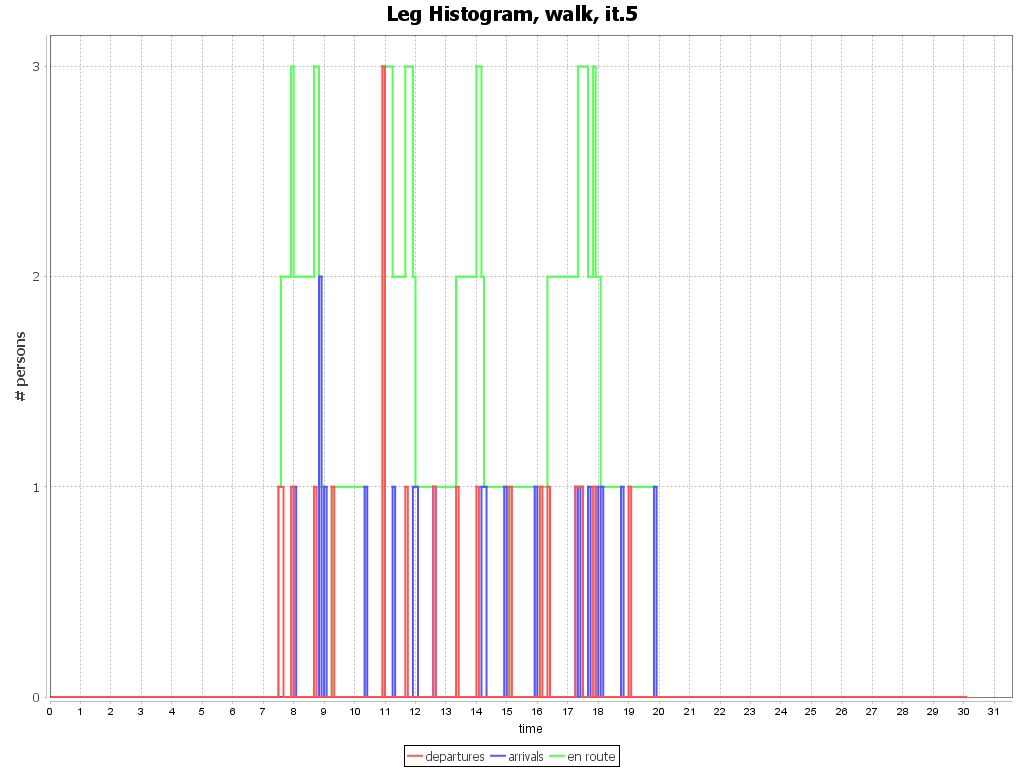 Leg Histogram, walk, it.5
3
2
1
0
# persons
0 1 2 3 4 5 6 7 8 9 10 11 12 13 14 15 16 17 18 19 20 21 22 23 24 25 26 27 28 29 30 31
time
departures arrivals en route